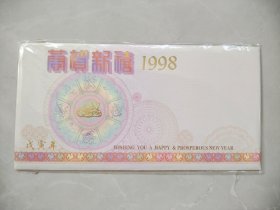 恭賀新禧 1998
戊寅年
WISHING YOU A HAPPY & PROSPEROUS NEW YEAR